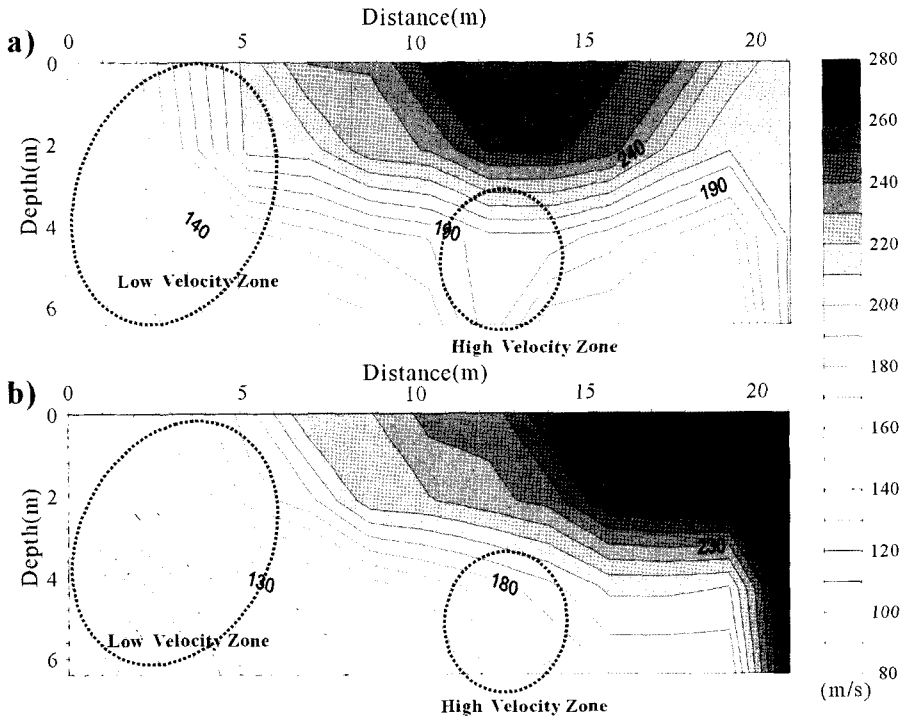 Distance(m)
a) 0 5 10 15 20
0
2
4
6
Depth(m)
240
190
140
190
Low Velocity Zone
High Velocity Zone
Distance(m)
b) 0 5 10 15 20
0
2
4
6
Depth(m)
230
130
180
Low Velocity Zone
High Velocity Zone
280
260
240
220
200
180
160
140
120
100
80
(m/s)